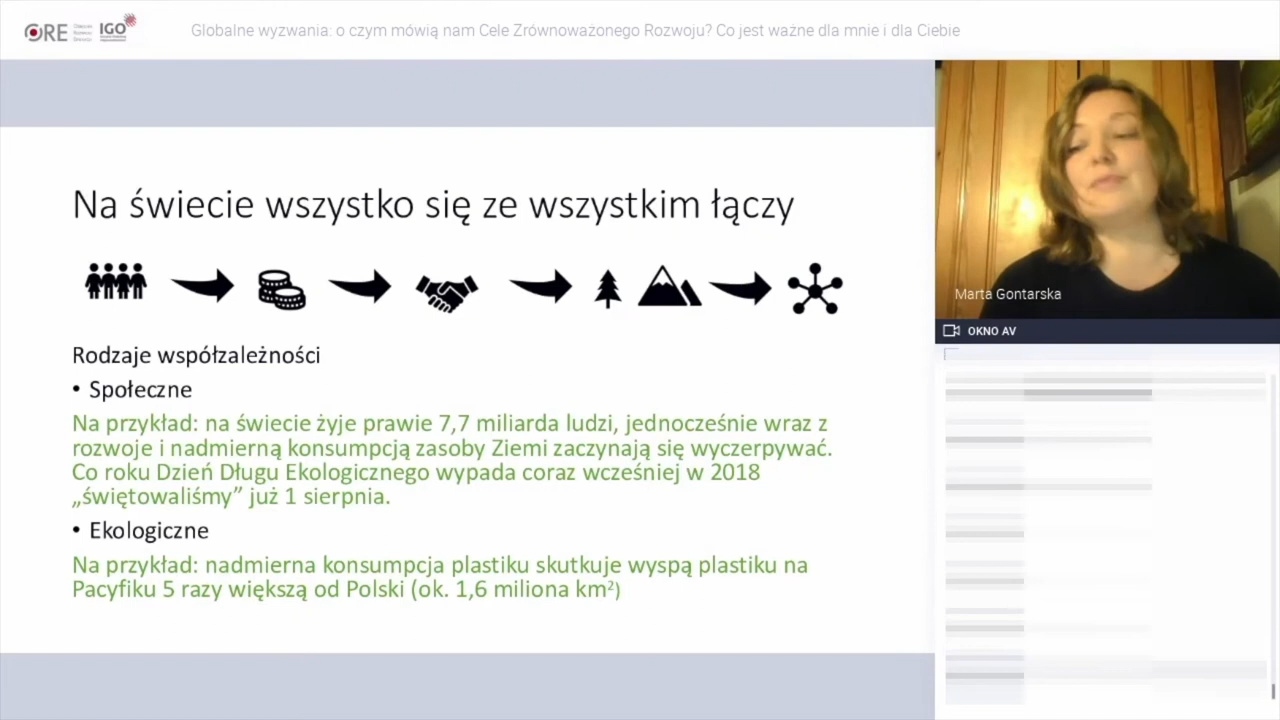 ORE
IGO
Globalne wyzwania: o czym mówią nam Cele Zrównoważonego Rozwoju? Co jest ważne dla mnie i dla Ciebie
Na świecie wszystko się ze wszystkim łączy
Rodzaje współzależności
• Społeczne
Na przykład: na świecie żyje prawie 7,7 miliarda ludzi, jednocześnie wraz z
rozwoje i nadmierną konsumpcją zasoby Ziemi zaczynają się wyczerpywać.
Co roku Dzień Długu Ekologicznego wypada coraz wcześniej w 2018
„świętowaliśmy” już 1 sierpnia.
• Ekologiczne
Na przykład: nadmierna konsumpcja plastiku skutkuje wyspą plastiku na
Pacyfiku 5 razy większą od Polski (ok. 1,6 miliona km²)
Marta Gontarska
OKNO AV